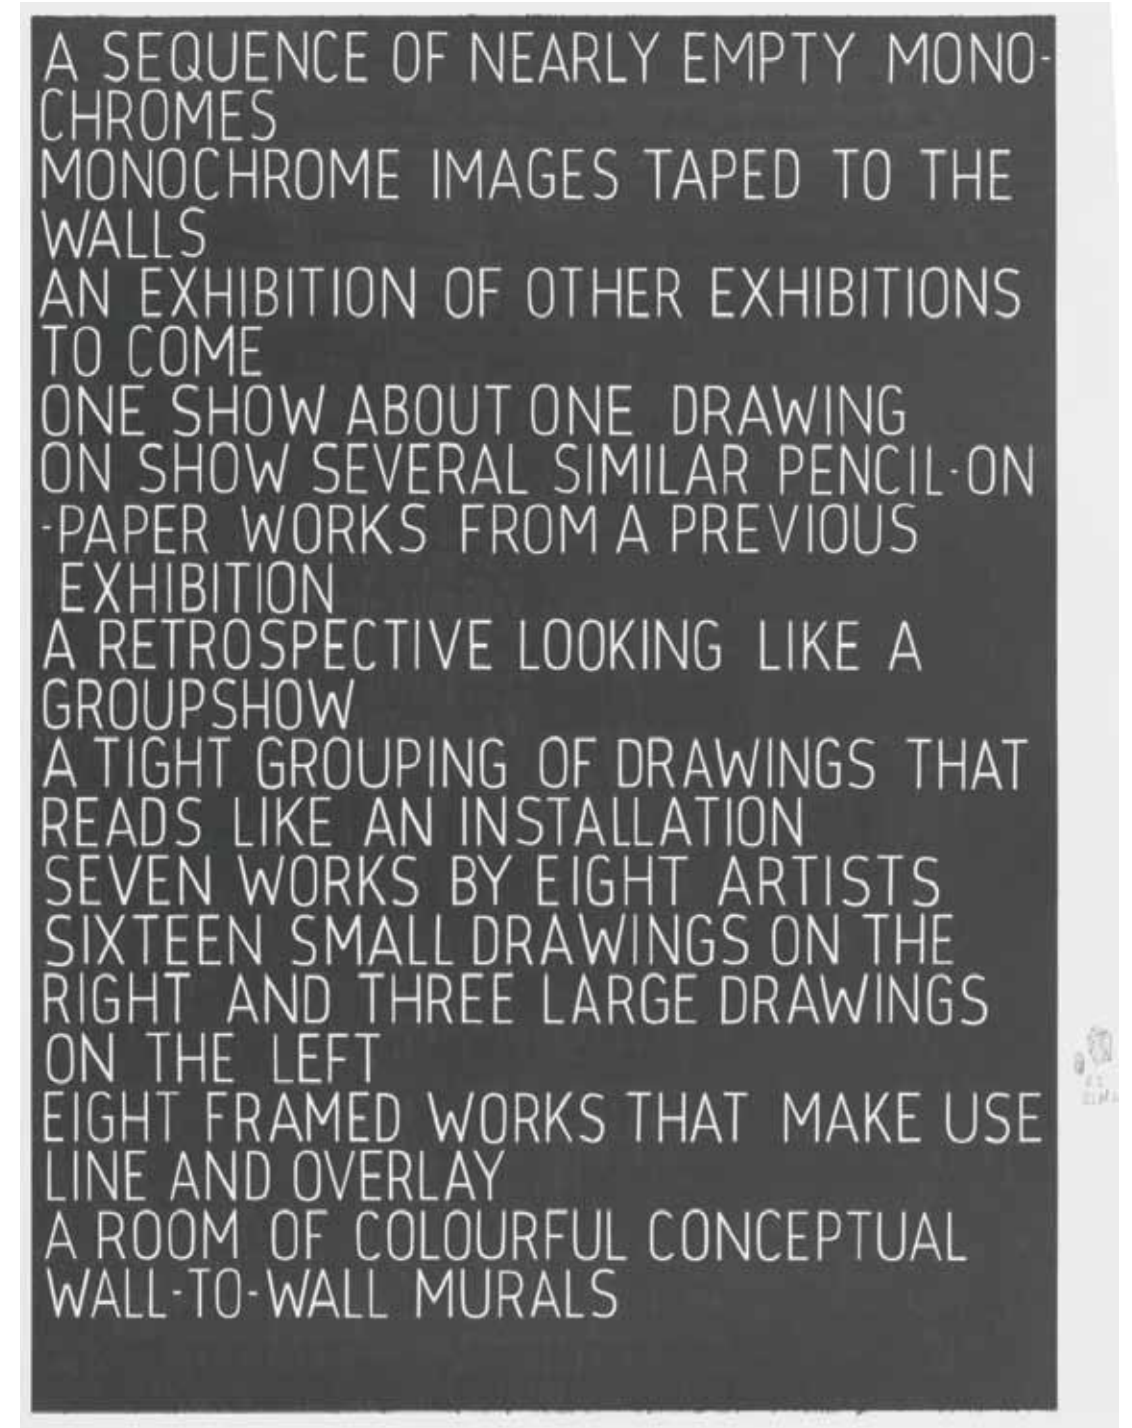 A SEQUENCE OF NEARLY EMPTY MONO-
CHROMES
MONOCHROME IMAGES TAPED TO THE
WALLS
AN EXHIBITION OF OTHER EXHIBITIONS
TO COME
ONE SHOW ABOUT ONE DRAWING
ON SHOW SEVERAL SIMILAR PENCIL-ON
-PAPER WORKS FROM A PREVIOUS
EXHIBITION
A RETROSPECTIVE LOOKING LIKE A
GROUPSHOW
A TIGHT GROUPING OF DRAWINGS THAT
READS LIKE AN INSTALLATION
SEVEN WORKS BY EIGHT ARTISTS
SIXTEEN SMALL DRAWINGS ON THE
RIGHT AND THREE LARGE DRAWINGS
ON THE LEFT
EIGHT FRAMED WORKS THAT MAKE USE
LINE AND OVERLAY
A ROOM OF COLOURFUL CONCEPTUAL
WALL-TO-WALL MURALS